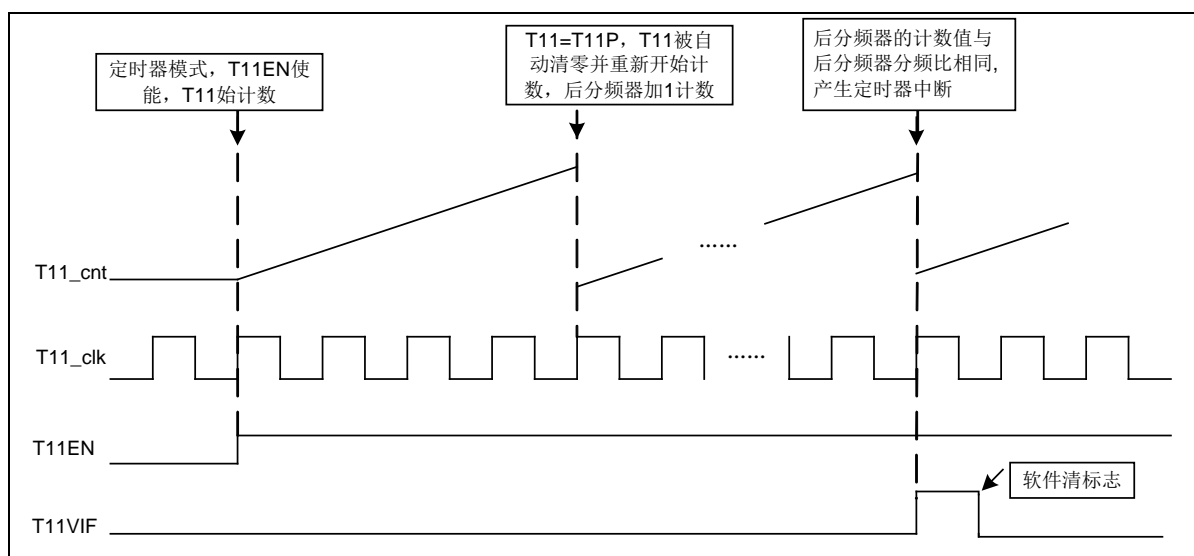 定时器模式，T11EN使
能，T11始计数
T11=T11P，T11被自
动清零并重新开始计
数，后分频器加1计数
后分频器的计数值与
后分频器分频比相同,
产生定时器中断
T11_cnt
......
T11_clk
......
T11EN
软件清标志
T11VIF